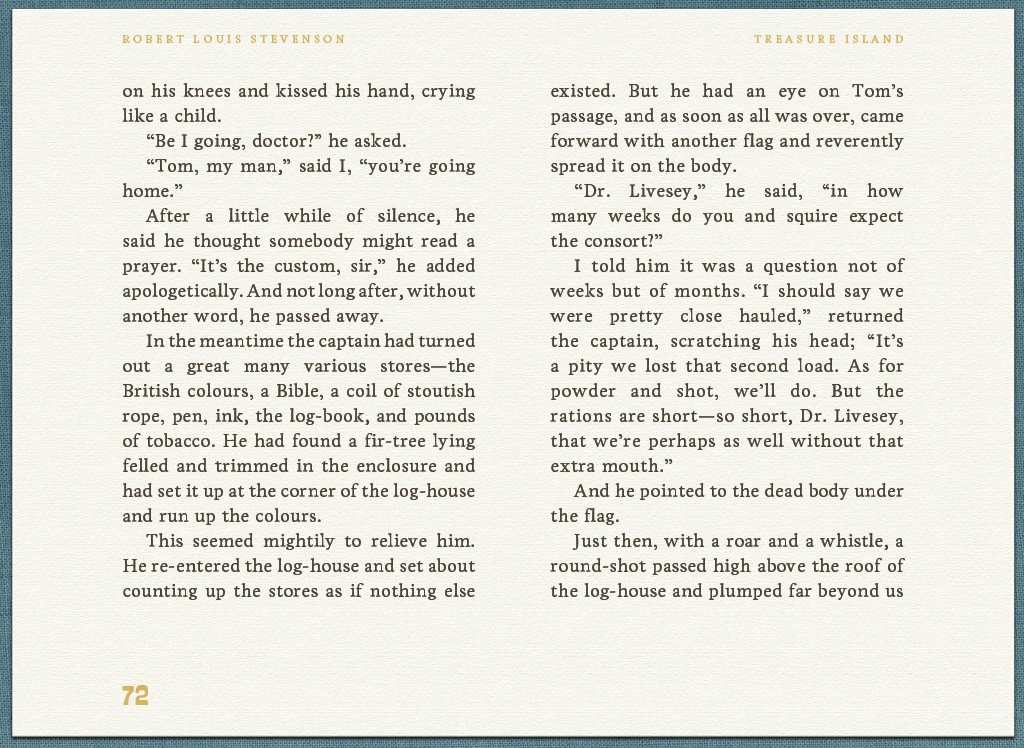 ROBERT LOUIS STEVENSON
TREASURE ISLAND
on his knees and kissed his hand, crying
like a child.
“Be I going, doctor?” he asked.
“Tom, my man,” said I, “you’re going
home.”
After a little while of silence, he
said he thought somebody might read a
prayer. “It’s the custom, sir,” he added
apologetically. And not long after, without
another word, he passed away.
In the meantime the captain had turned
out a great many various stores—the
British colours, a Bible, a coil of stoutish
rope, pen, ink, the log-book, and pounds
of tobacco. He had found a fir-tree lying
felled and trimmed in the enclosure and
had set it up at the corner of the log-house
and run up the colours.
This seemed mightily to relieve him.
He re-entered the log-house and set about
counting up the stores as if nothing else
existed. But he had an eye on Tom’s
passage, and as soon as all was over, came
forward with another flag and reverently
spread it on the body.
“Dr. Livesey,” he said, “in how
many weeks do you and squire expect
the consort?”
I told him it was a question not of
weeks but of months. “I should say we
were pretty close hauled,” returned
the captain, scratching his head; “It’s
a pity we lost that second load. As for
powder and shot, we’ll do. But the
rations are short—so short, Dr. Livesey,
that we’re perhaps as well without that
extra mouth.”
And he pointed to the dead body under
the flag.
Just then, with a roar and a whistle, a
round-shot passed high above the roof of
the log-house and plumped far beyond us
72